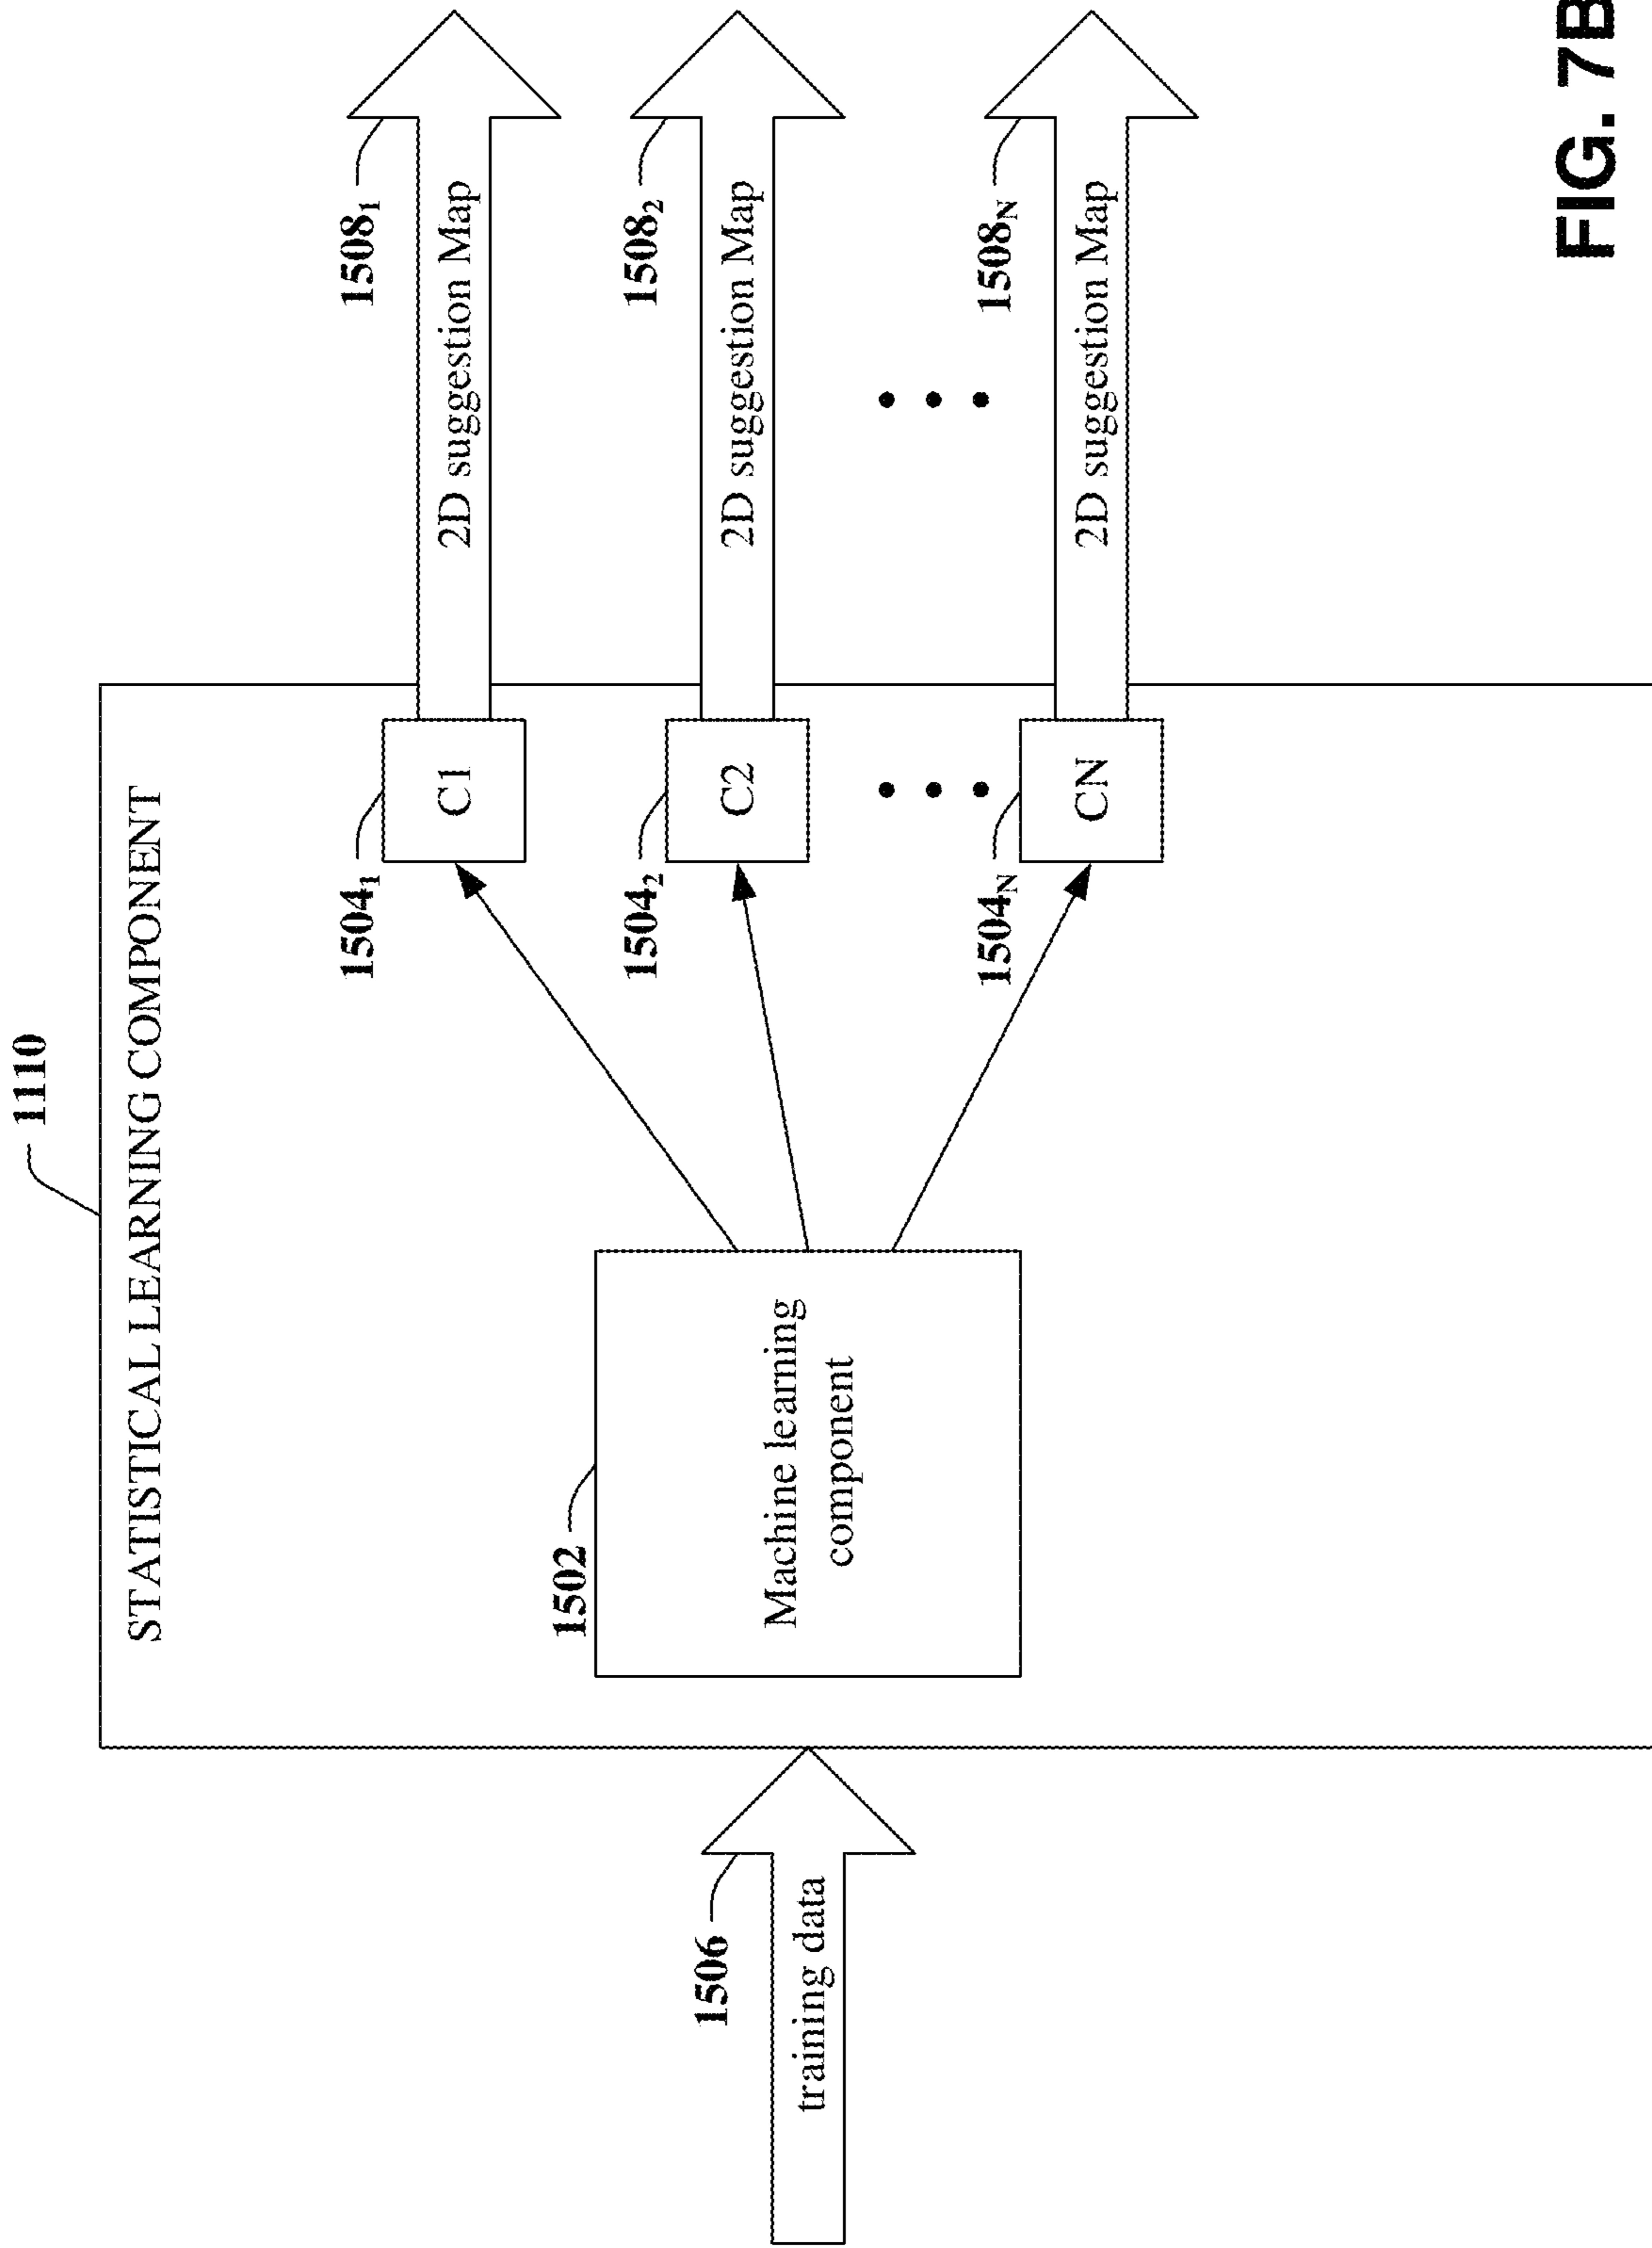 1110
STATISTICAL LEARNING COMPONENT
1504₁
C1
1508₁
2D suggestion Map
1502
Machine learning
component
1504₂
C2
1508₂
2D suggestion Map
1506
training data
1504N
CN
1508N
2D suggestion Map
FIG. 7B